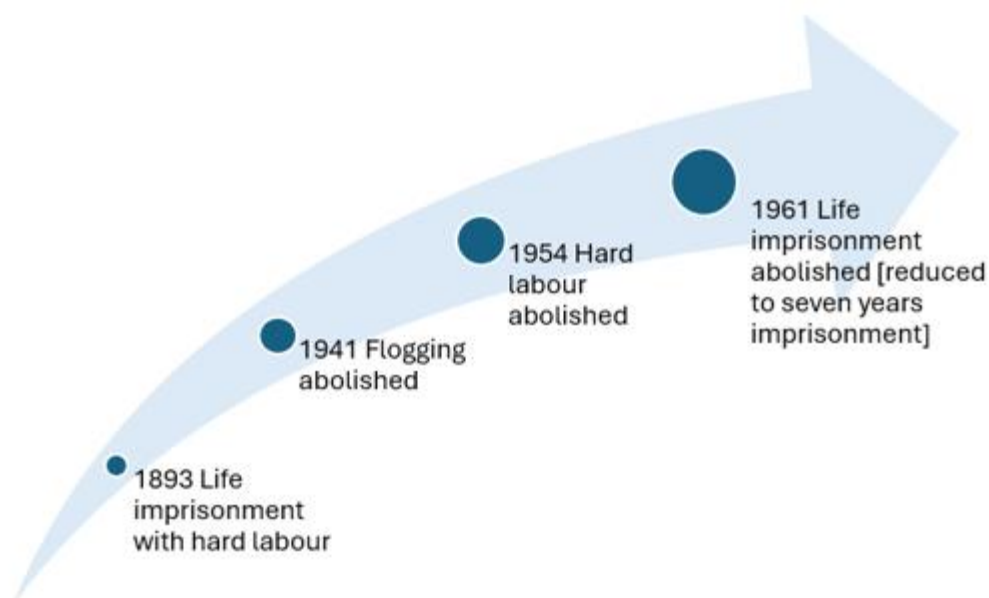 1893 Life
imprisonment
with hard labour
1941 Flogging
abolished
1954 Hard
labour
abolished
1961 Life
imprisonment
abolished [reduced
to seven years
imprisonment]